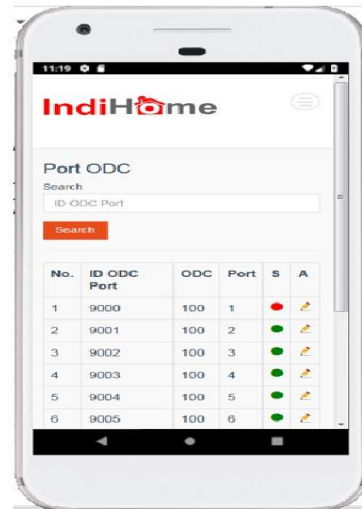 11:19
IndiHome
Port ODC
Search
ID ODC Port
Search
No. ID ODC Port ODC Port S A
1 9000 100 1
2 9001 100 2
3 9002 100 3
4 9003 100 4
5 9004 100 5
6 9005 100 6